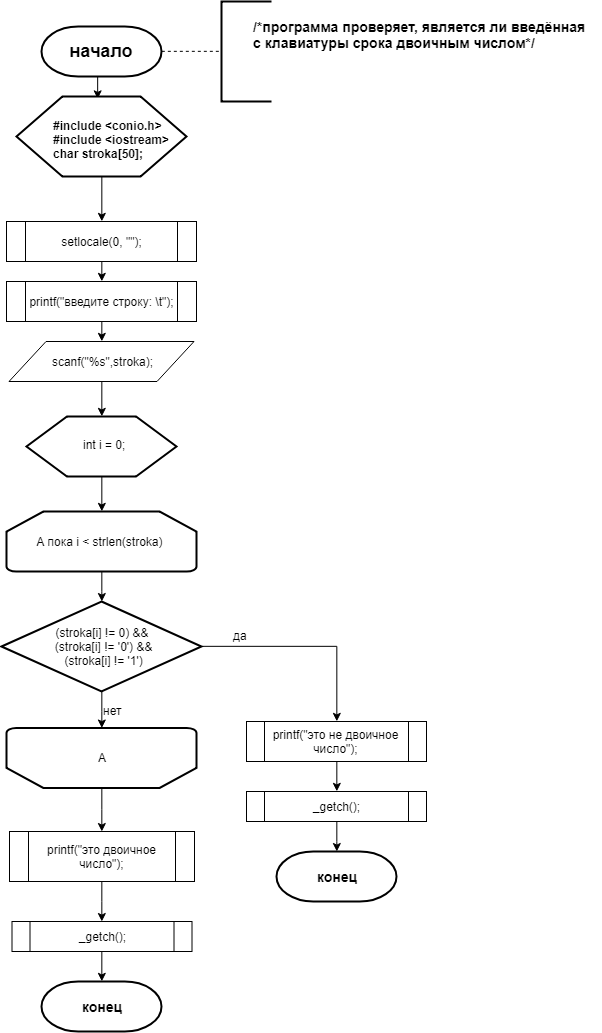 начало
/*программа проверяет, является ли введённая
с клавиатуры срока двоичным числом*/
#include <conio.h>
#include <iostream>
char stroka[50];
setlocale(0, "");
printf("введите строку: \t");
scanf("%s",stroka);
int i = 0;
А пока i < strlen(stroka)
(stroka[i] != 0) &&
(stroka[i] != '0') &&
(stroka[i] != '1')
да
нет
printf("это не двоичное
число");
А
_getch();
printf("это двоичное
число");
конец
_getch();
конец